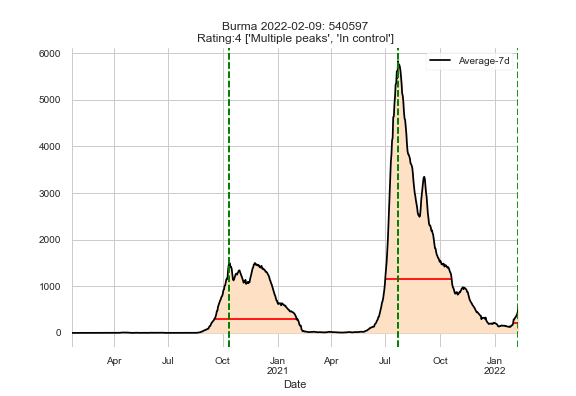 Burma 2022-02-09: 540597
Rating:4 ['Multiple peaks', 'In control']
Average-7d
6000
5000
4000
3000
2000
1000
0
Apr Jul Oct Jan Apr Jul Oct Jan
2021 2022
Date